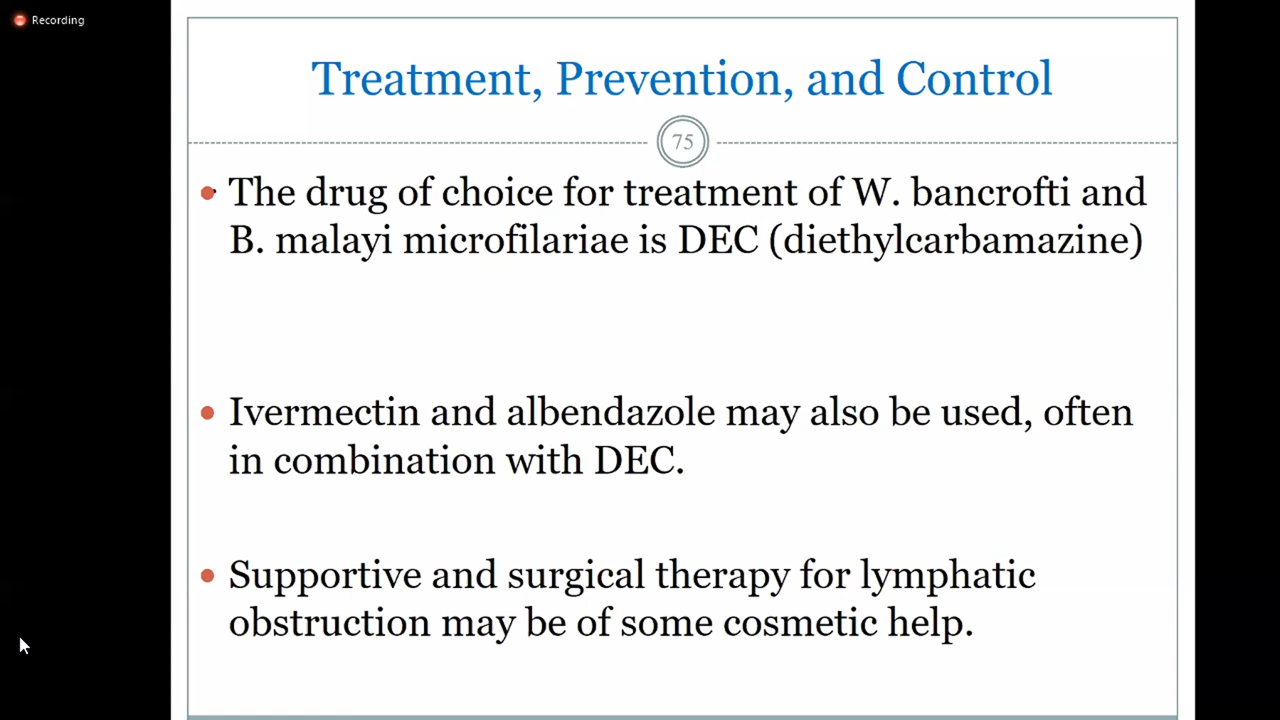 Recording
Treatment, Prevention, and Control
75
• The drug of choice for treatment of W. bancrofti and
B. malayi microfilariae is DEC (diethylcarbamazine)
• Ivermectin and albendazole may also be used, often
in combination with DEC.
• Supportive and surgical therapy for lymphatic
obstruction may be of some cosmetic help.